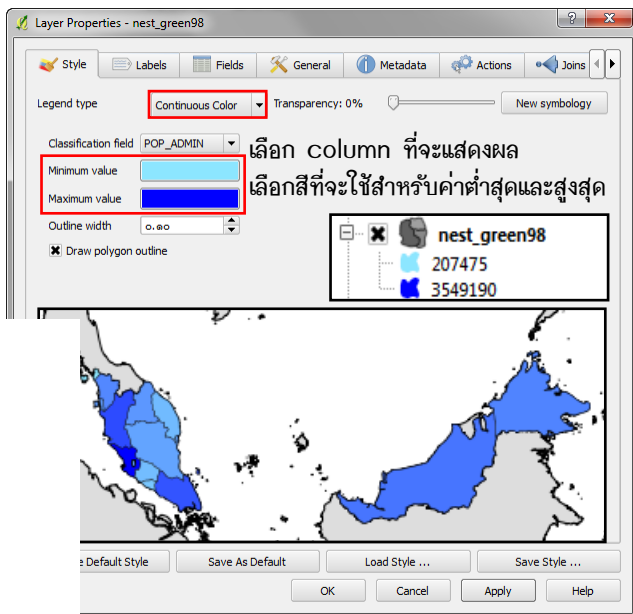 Layer Properties - nest_green98
Style Labels Fields General Metadata Actions Joins
Legend type Continuous Color Transparency: 0% New symbology
Classification field POP_ADMIN
เลือก column ที่จะแสดงผล
Minimum value
เลือกสีที่จะใช้สำหรับค่าต่ำสุดและสูงสุด
Maximum value
Outline width ๐.๑๐
Draw polygon outline
nest_green98
207475
3549190
Default Style Save As Default Load Style ... Save Style ...
OK Cancel Apply Help